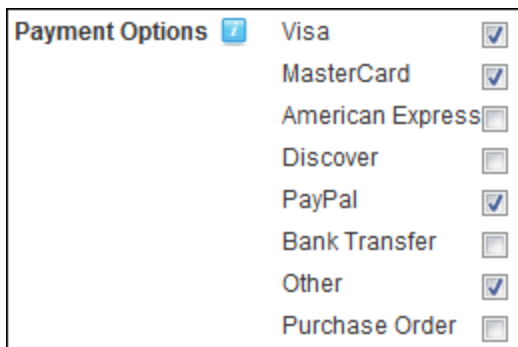 Payment Options i Visa
MasterCard
American Express
Discover
PayPal
Bank Transfer
Other
Purchase Order